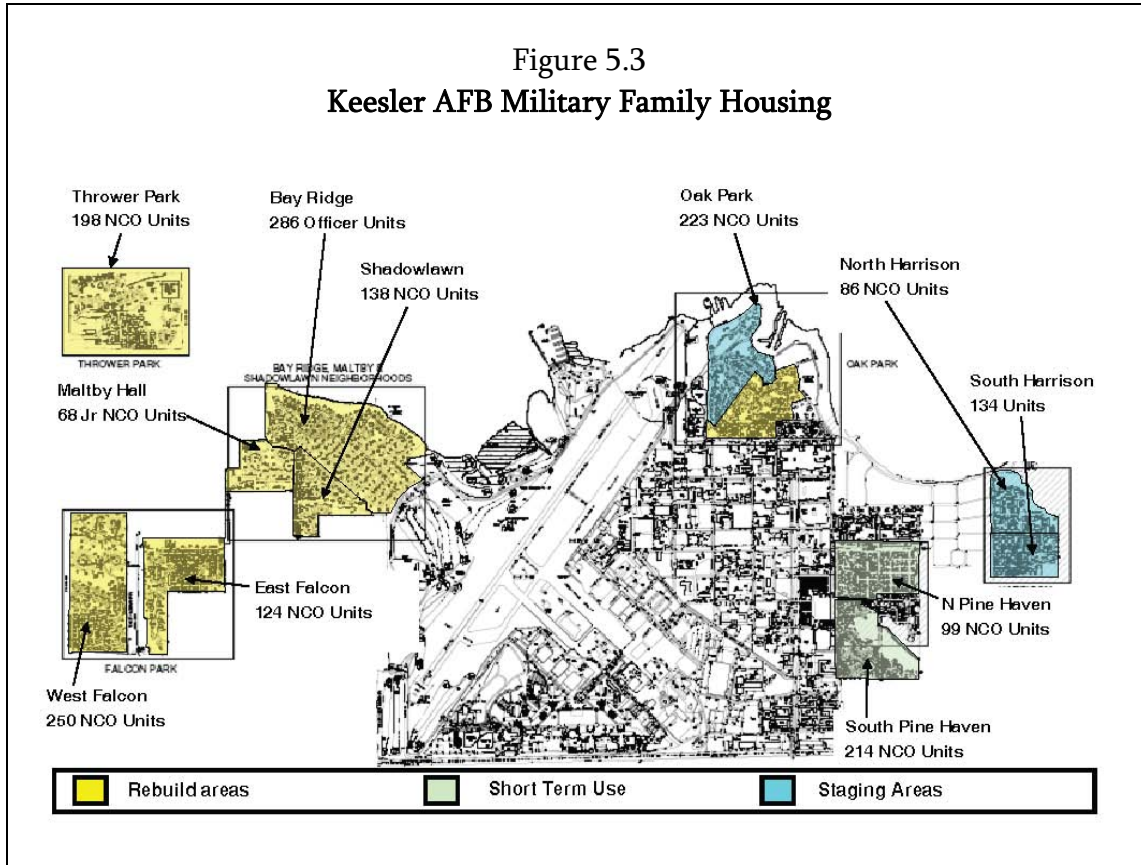 Figure 5.3
Keesler AFB Military Family Housing
Thrower Park
198 NCO Units
Bay Ridge
286 Officer Units
Oak Park
223 NCO Units
Shadowlawn
138 NCO Units
North Harrison
86 NCO Units
THROWER PARK
BAY RIDGE, MALTBY &
SHADOWLAWN NEIGHBORHOODS
OAK PARK
Maltby Hall
68 Jr NCO Units
South Harrison
134 Units
East Falcon
124 NCO Units
N Pine Haven
99 NCO Units
FALCON PARK
West Falcon
250 NCO Units
South Pine Haven
214 NCO Units
Rebuild areas
Short Term Use
Staging Areas